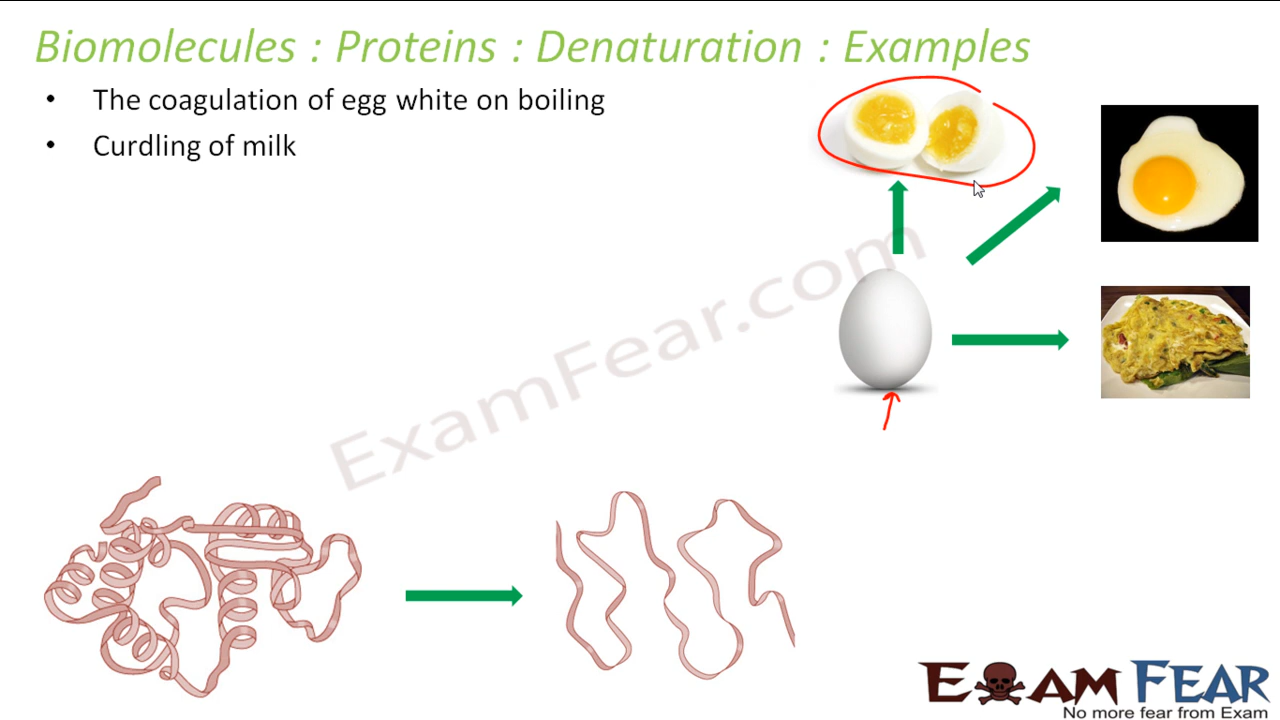 Biomolecules : Proteins : Denaturation : Examples
• The coagulation of egg white on boiling
• Curdling of milk
ExamFear.com
EXAM FEAR
No more fear from Exam